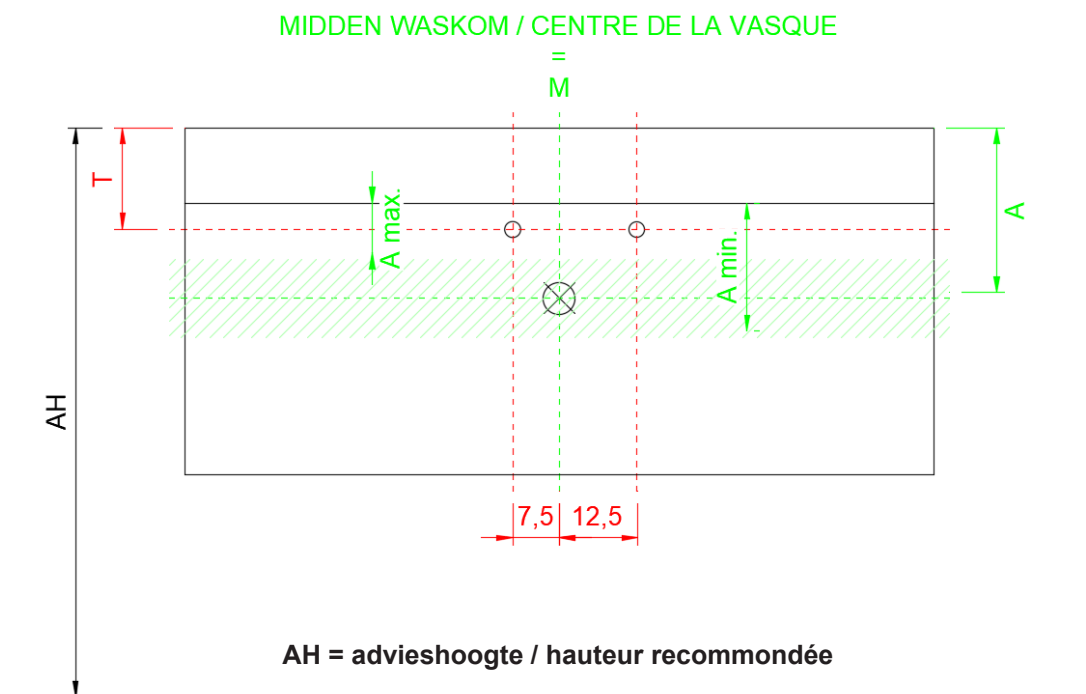 MIDDEN WASKOM / CENTRE DE LA VASQUE
=
M
T
A max.
A min.
A
AH
7,5
12,5
AH = advieshoogte / hauteur recommondée